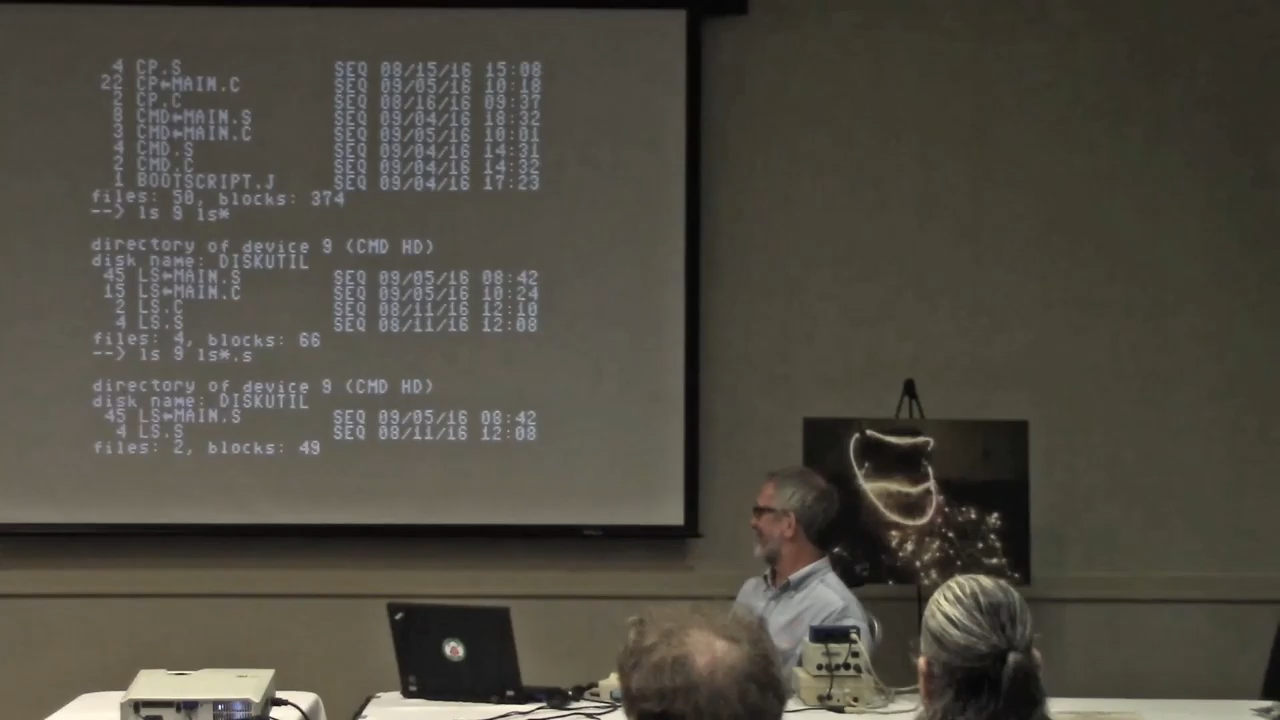 4 CP.S SEQ 08/15/16 15:08
22 CP←MAIN.C SEQ 09/05/16 10:18
2 CP.C SEQ 08/16/16 09:37
8 CMD←MAIN.S SEQ 09/04/16 18:32
3 CMD←MAIN.C SEQ 09/05/16 10:01
4 CMD.S SEQ 09/04/16 14:31
2 CMD.C SEQ 09/04/16 14:32
1 BOOTSCRIPT.J SEQ 09/04/16 17:23
files: 50, blocks: 374
--> ls 9 ls*
directory of device 9 (CMD HD)
disk name: DISKUTIL
45 LS←MAIN.S SEQ 09/05/16 08:42
15 LS←MAIN.C SEQ 09/05/16 10:24
2 LS.C SEQ 08/11/16 12:10
4 LS.S SEQ 08/11/16 12:08
files: 4, blocks: 66
--> ls 9 ls*.s
directory of device 9 (CMD HD)
disk name: DISKUTIL
45 LS←MAIN.S SEQ 09/05/16 08:42
4 LS.S SEQ 08/11/16 12:08
files: 2, blocks: 49